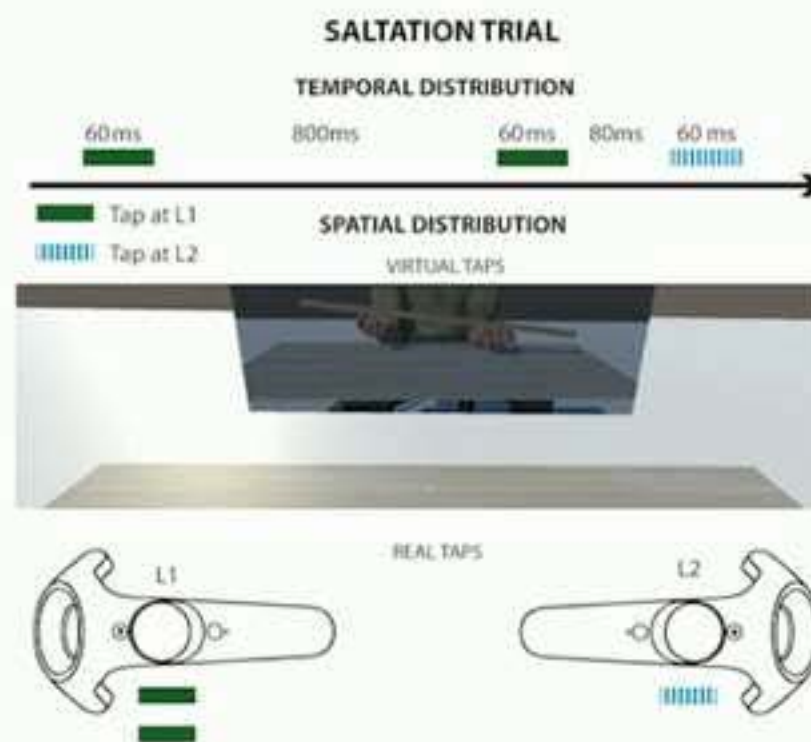 SALTATION TRIAL
TEMPORAL DISTRIBUTION
60ms 800ms 60ms 80ms 60 ms
Tap at L1
Tap at L2
SPATIAL DISTRIBUTION
VIRTUAL TAPS
REAL TAPS
L1 L2